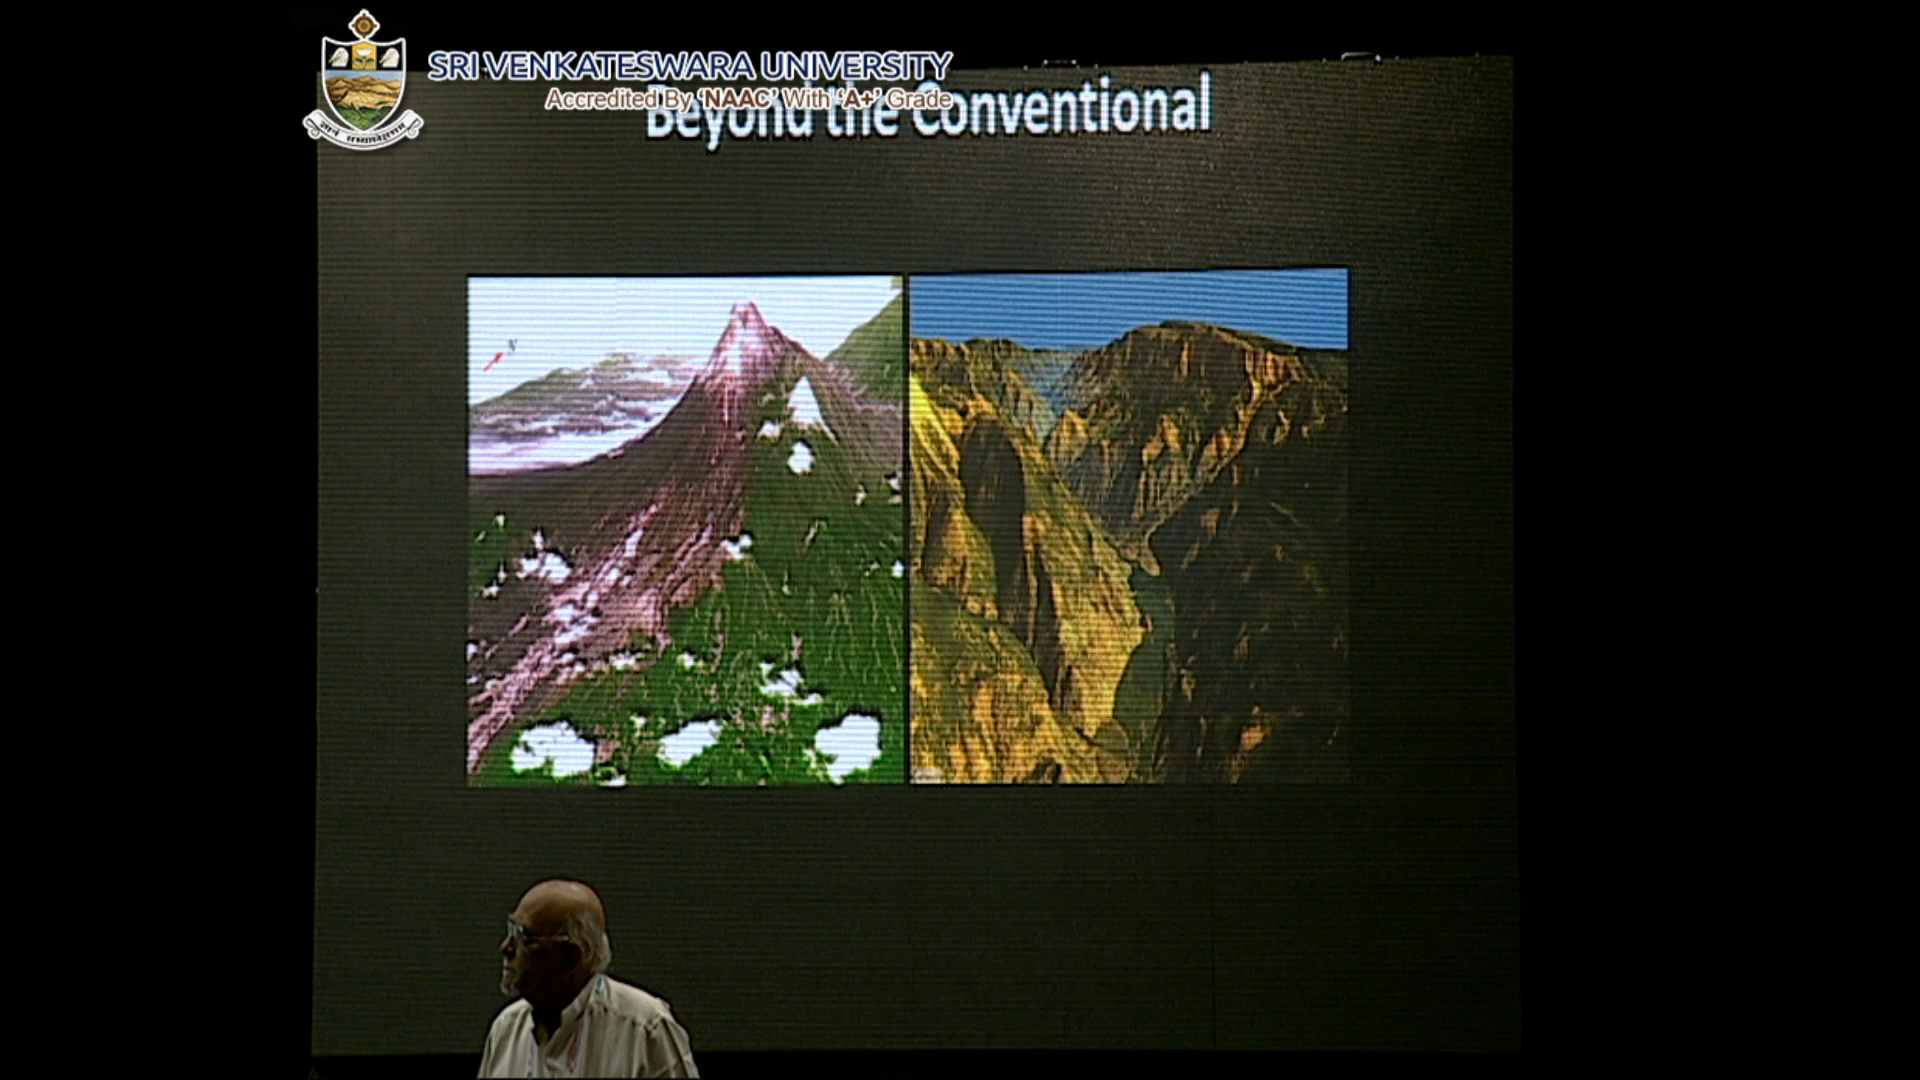 SRI VENKATESWARA UNIVERSITY
Accredited By 'NAAC' With 'A+' Grade
Beyond the Conventional
N